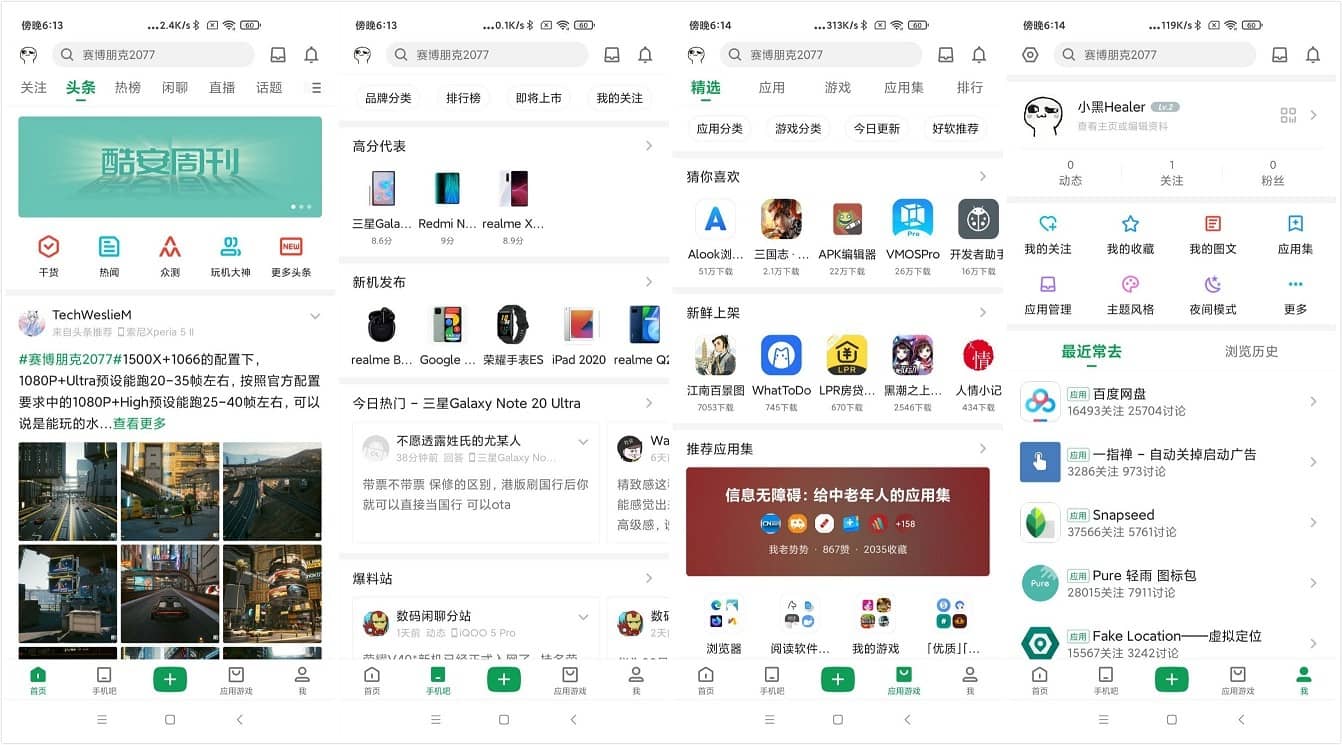 傍晚6:13
...2.4K/s
60
赛博朋克2077
关注 头条 热榜 闲聊 直播 话题
酷安周刊
NEW
干货 热闻 众测 玩机大神 更多头条
TechWeslieM
来自头条推荐 索尼Xperia 5 II
#赛博朋克2077#1500X+1066的配置下,
1080P+Ultra预设能跑20-35帧左右, 按照官方配置
要求中的1080P+High预设能跑25-40帧左右, 可以
说是能玩的水...查看更多
首页 手机吧 应用游戏 我
傍晚6:13
...0.1K/s
60
赛博朋克2077
品牌分类 排行榜 即将上市 我的关注
高分代表
三星Gala... Redmi N... realme X...
8.6分 9分 8.9分
新机发布
realme B... Google ... 荣耀手表ES iPad 2020 realme Q2
今日热门 - 三星Galaxy Note 20 Ultra
不愿透露姓氏的尤某人
38分钟前 回答 三星Galaxy No...
带票不带票 保修的区别, 港版刷国行后你
就可以直接当国行 可以ota
Wa
6天
精致感这
能感觉出
高级感,
爆料站
数码闲聊分站
1天前 动态 iQOO 5 Pro
荣耀V40*新机已经正式入网了
数码
2天
首页 手机吧 应用游戏 我
傍晚6:14
...313K/s
60
赛博朋克2077
精选 应用 游戏 应用集 排行
应用分类 游戏分类 今日更新 好软推荐
猜你喜欢
Pro
Alook浏... 三国志 · ... APK编辑器 VMOSPro 开发者助手
51万下载 2.1万下载 22万下载 26万下载 16万下载
新鲜上架
LPR
情
江南百景图 WhatToDo LPR房贷... 黑潮之上... 人情小记
7053下载 745下载 670下载 2546下载 434下载
推荐应用集
信息无障碍：给中老年人的应用集
+158
我老势势 · 867赞 · 2035收藏
浏览器 阅读软件... 我的游戏 「优质」「...
首页 手机吧 应用游戏 我
傍晚6:14
...119K/s
60
赛博朋克2077
小黑Healer Lv.2
查看主页或编辑资料
0 1 0
动态 关注 粉丝
我的关注 我的收藏 我的图文 应用集
应用管理 主题风格 夜间模式 更多
最近常去 浏览历史
应用 百度网盘
16493关注 25704讨论
应用 一指禅 - 自动关掉启动广告
3286关注 973讨论
应用 Snapseed
37566关注 5761讨论
Pure
应用 Pure 轻雨 图标包
28015关注 7911讨论
应用 Fake Location——虚拟定位
15567关注 3242讨论
首页 手机吧 应用游戏 我